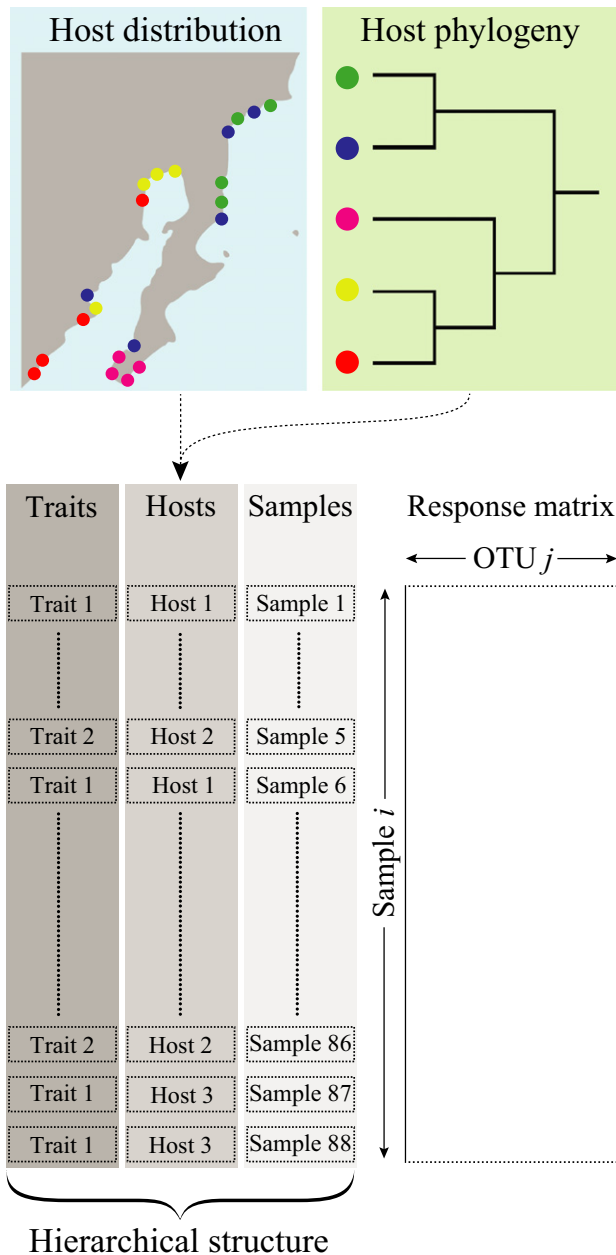 Host distribution
Host phylogeny
Traits Hosts Samples
Response matrix
OTU j
Trait 1 Host 1 Sample 1
Trait 2 Host 2 Sample 5
Trait 1 Host 1 Sample 6
Sample i
Trait 2 Host 2 Sample 86
Trait 1 Host 3 Sample 87
Trait 1 Host 3 Sample 88
Hierarchical structure